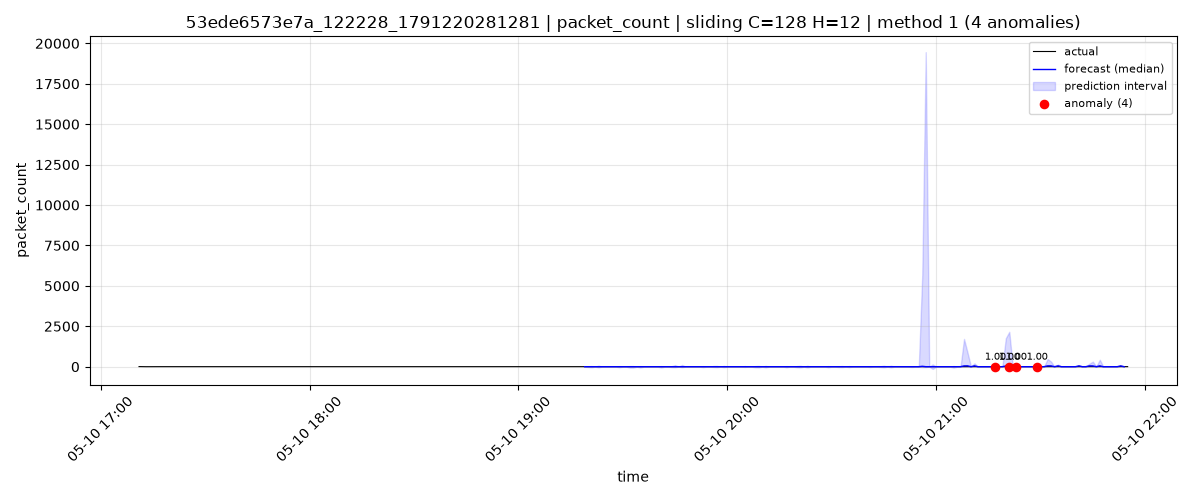 53ede6573e7a_122228_1791220281281 | packet_count | sliding C=128 H=12 | method 1 (4 anomalies)
actual
forecast (median)
prediction interval
anomaly (4)
20000
17500
15000
12500
10000
7500
5000
2500
0
packet_count
1.00
1.00
05-10 17:00
05-10 18:00
05-10 19:00
05-10 20:00
05-10 21:00
05-10 22:00
time